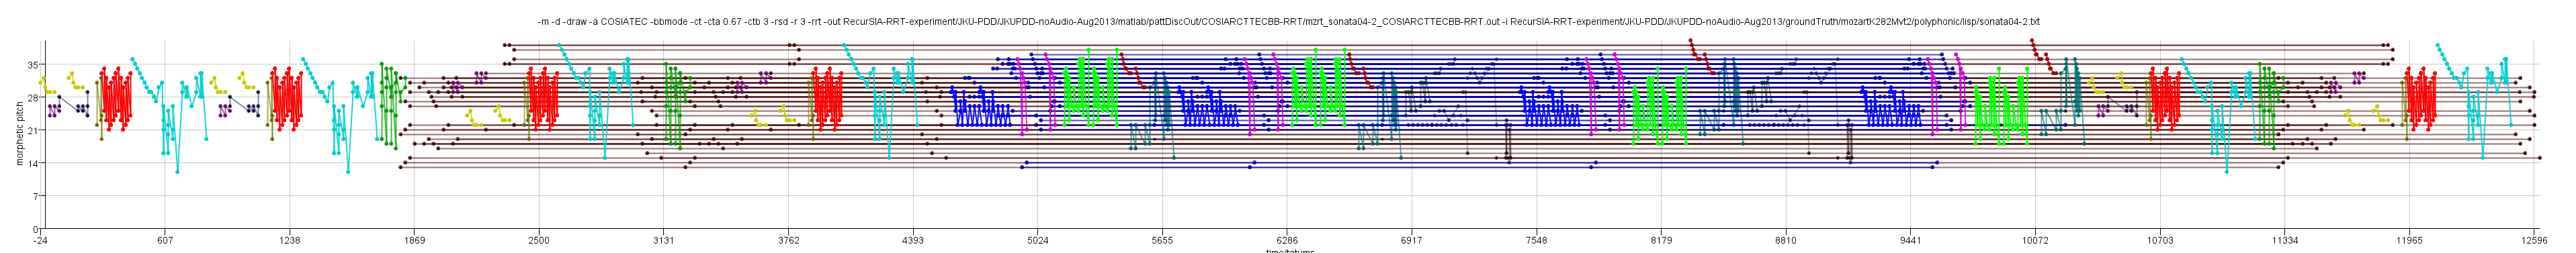 -m -d -draw -a COSIATEC -bbmode -ct -cta 0.67 -ctb 3 -rsd -r 3 -rrt -out RecurSIA-RRT-experiment/JKU-PDD/JKUPDD-noAudio-Aug2013/matlab/pattDiscOut/COSIARCTTECBB-RRT/mzrt_sonata04-2_COSIARCTTECBB-RRT.out -i RecurSIA-RRT-experiment/JKU-PDD/JKUPDD-noAudio-Aug2013/groundTruth/mozartK282Mvt2/polyphonic/lisp/sonata04-2.txt
morphetic pitch
35
28
21
14
7
0
-24 607 1238 1869 2500 3131 3762 4393 5024 5655 6286 6917 7548 8179 8810 9441 10072 10703 11334 11965 12596
time/tatums